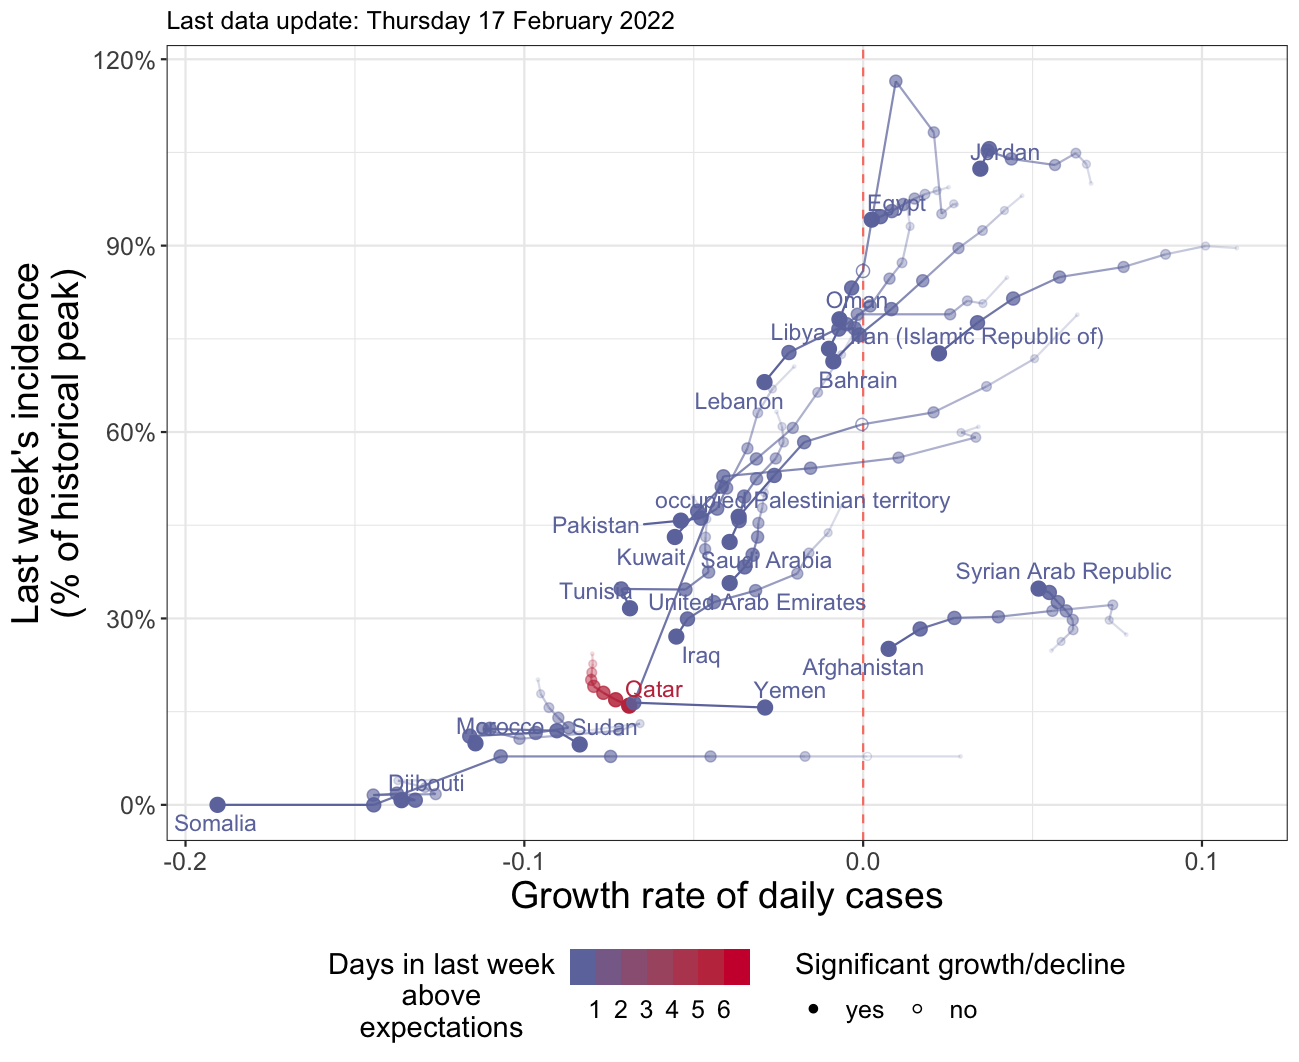 Last data update: Thursday 17 February 2022
120%
90%
60%
30%
0%
Last week's incidence
(% of historical peak)
Jordan
Egypt
Oman
Libya
Iran (Islamic Republic of)
Bahrain
Lebanon
occupied Palestinian territory
Pakistan
Kuwait
Saudi Arabia
Syrian Arab Republic
Tunisia
United Arab Emirates
Iraq
Afghanistan
Qatar
Yemen
Morocco
Sudan
Djibouti
Somalia
-0.2
-0.1
0.0
0.1
Growth rate of daily cases
Days in last week
above
expectations
1 2 3 4 5 6
Significant growth/decline
yes
no